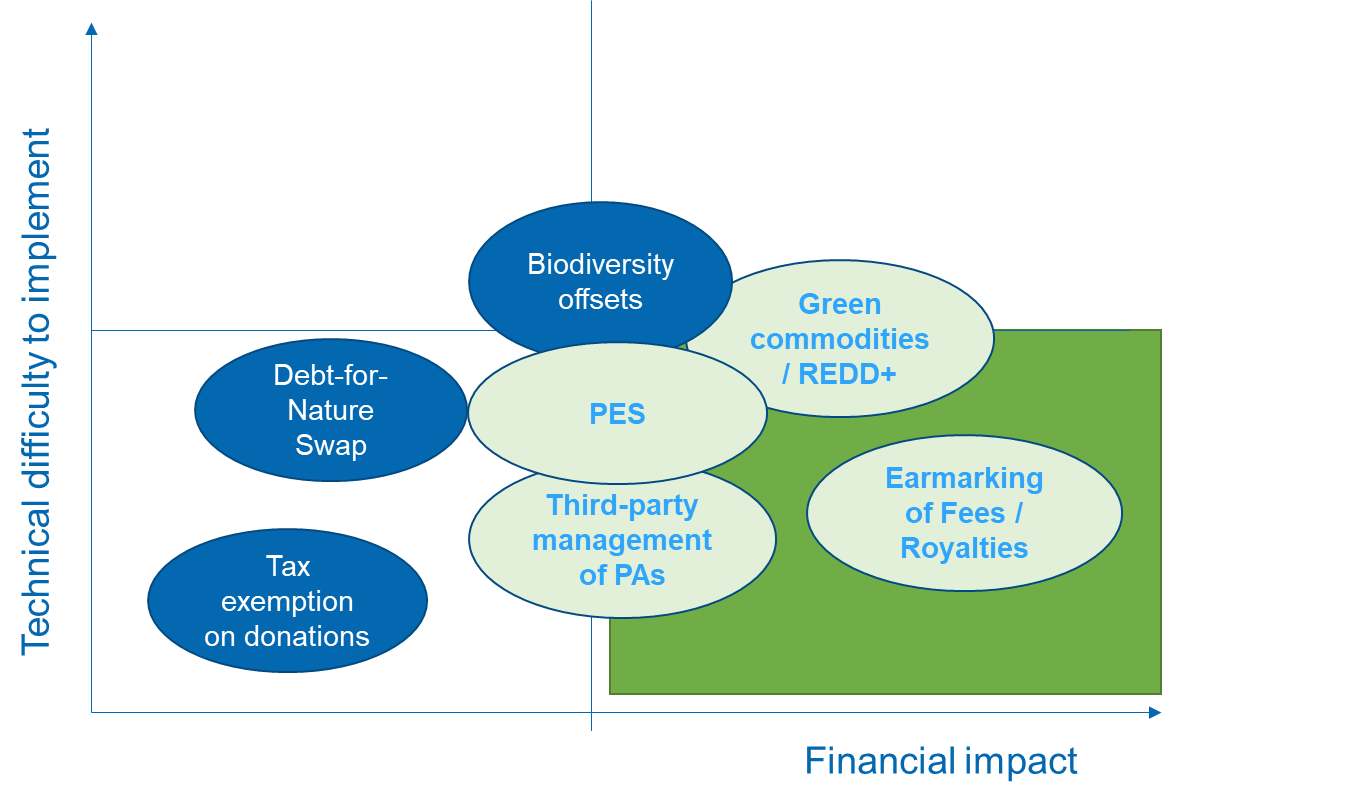 Technical difficulty to implement
Biodiversity
offsets
Green
commodities
/ REDD+
Debt-for-
Nature
Swap
PES
Third-party
management
of PAs
Earmarking
of Fees /
Royalties
Tax
exemption
on donations
Financial impact